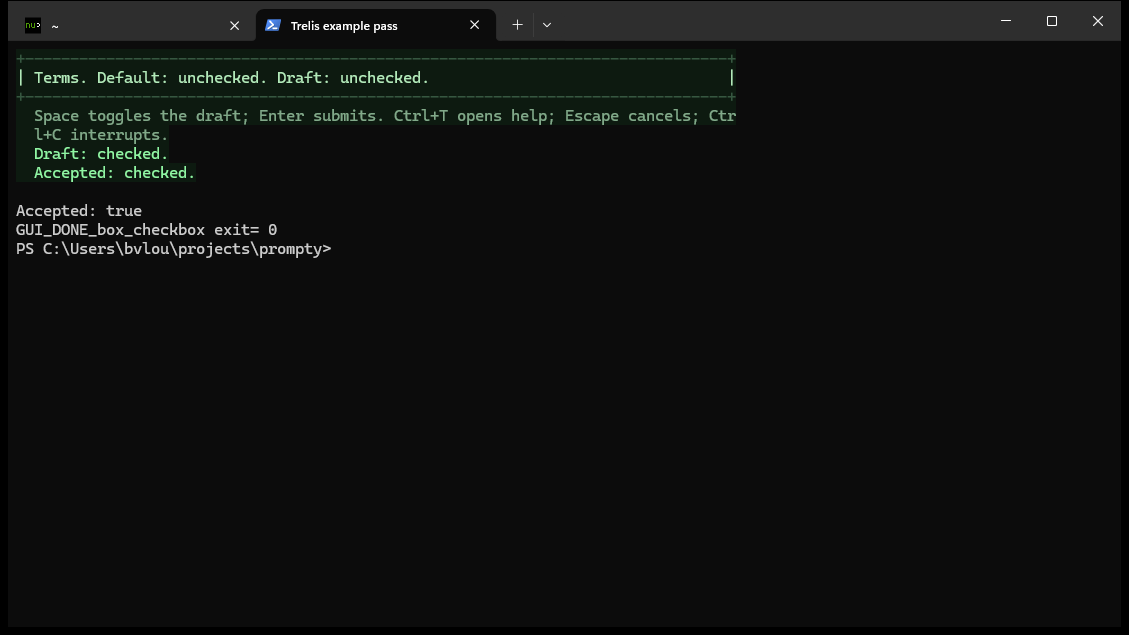 nu> ~
Trelis example pass
+-------------------------------------------------------------------------------+
| Terms. Default: unchecked. Draft: unchecked. |
+-------------------------------------------------------------------------------+
Space toggles the draft; Enter submits. Ctrl+T opens help; Escape cancels; Ctr
l+C interrupts.
Draft: checked.
Accepted: checked.
Accepted: true
GUI_DONE_box_checkbox exit= 0
PS C:\Users\bvlou\projects\prompty>